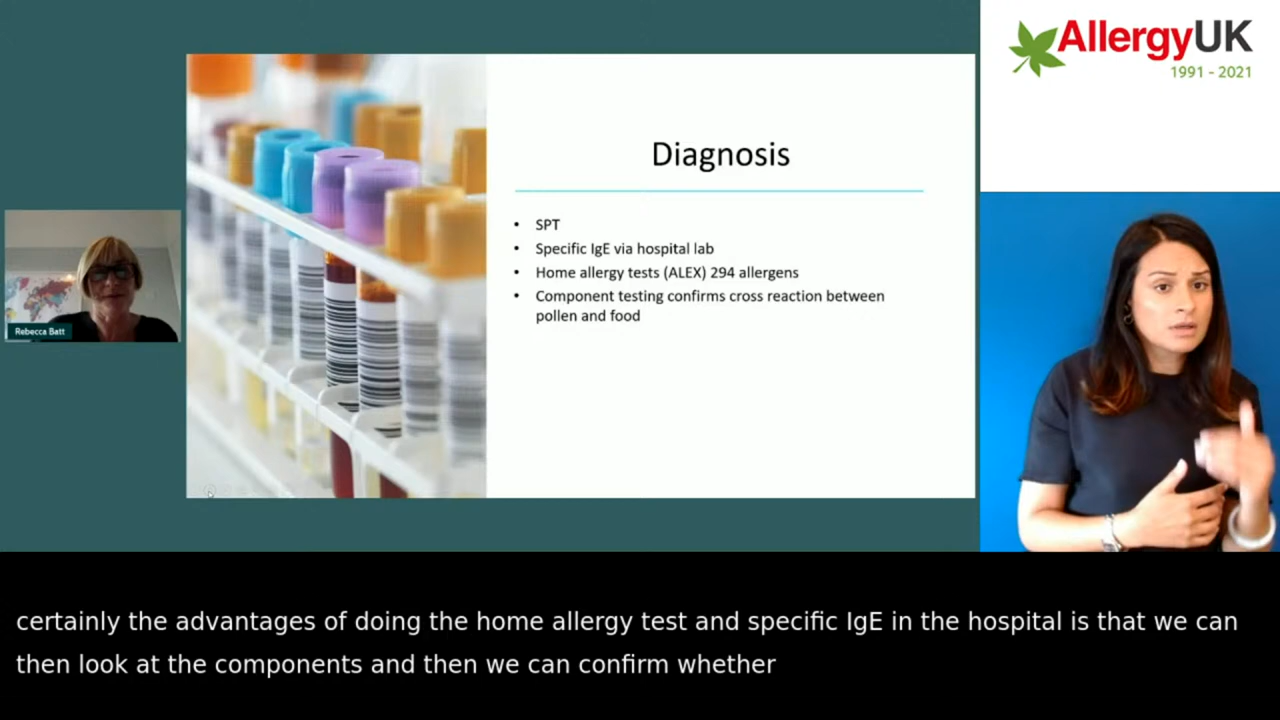 AllergyUK
1991 - 2021
Diagnosis
• SPT
• Specific IgE via hospital lab
• Home allergy tests (ALEX) 294 allergens
• Component testing confirms cross reaction between
pollen and food
Rebecca Batt
certainly the advantages of doing the home allergy test and specific IgE in the hospital is that we can
then look at the components and then we can confirm whether